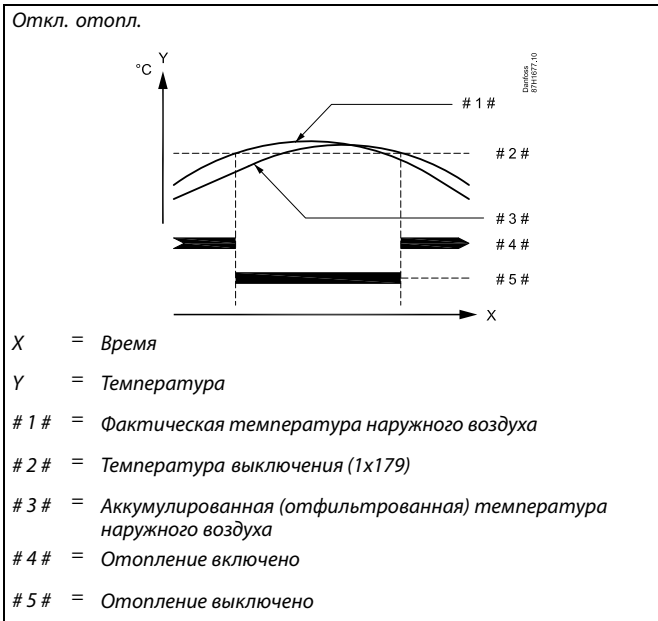 Откл. отопл.
Y
°C
Danfoss
87H1677.10
# 1 #
# 2 #
# 3 #
# 4 #
# 5 #
X
X = Время
Y = Температура
# 1 # = Фактическая температура наружного воздуха
# 2 # = Температура выключения (1x179)
# 3 # = Аккумулированная (отфильтрованная) температура
наружного воздуха
# 4 # = Отопление включено
# 5 # = Отопление выключено